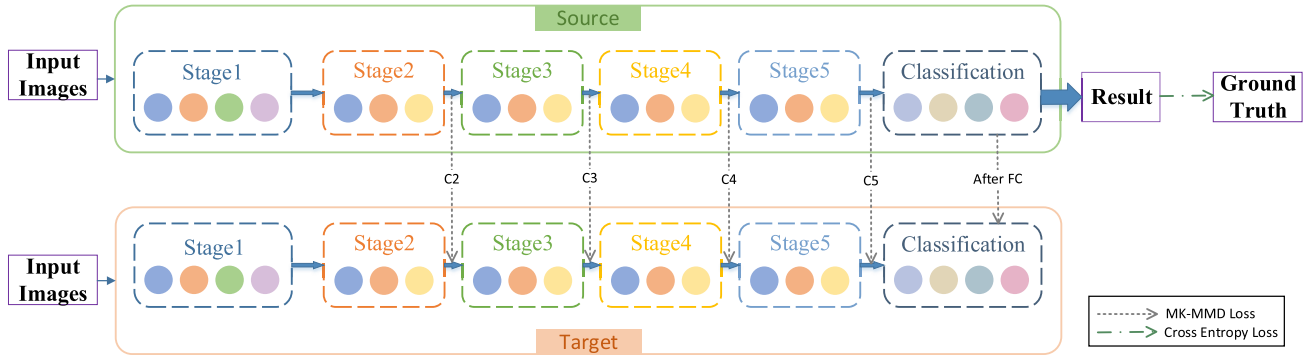 Source
Input
Images
Stage1
Stage2
Stage3
Stage4
Stage5
Classification
Result
Ground
Truth
C2
C3
C4
C5
After FC
Input
Images
Stage1
Stage2
Stage3
Stage4
Stage5
Classification
Target
MK-MMD Loss
Cross Entropy Loss